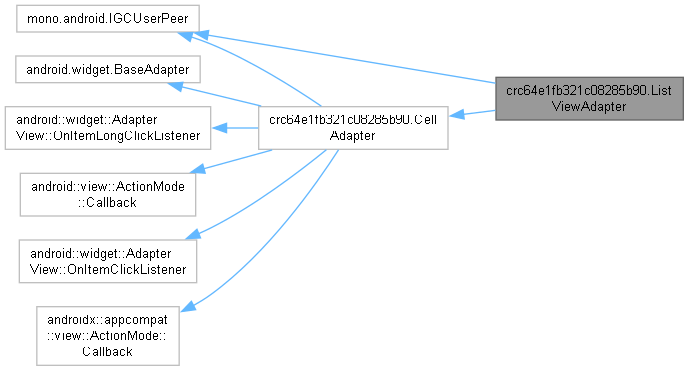 mono.android.IGCUserPeer
android.widget.BaseAdapter
android::widget::Adapter
View::OnItemLongClickListener
android::view::ActionMode
::Callback
android::widget::Adapter
View::OnItemClickListener
androidx::appcompat
::view::ActionMode::
Callback
crc64e1fb321c08285b90.Cell
Adapter
crc64e1fb321c08285b90.List
ViewAdapter